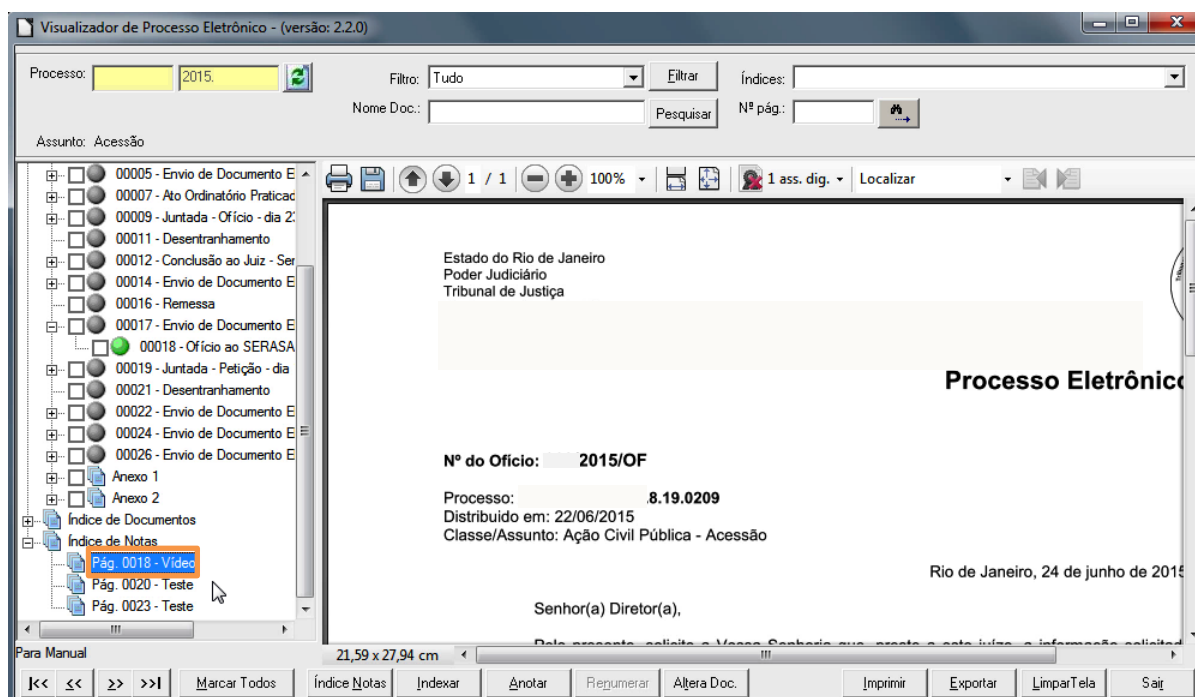 Visualizador de Processo Eletrônico - (versão: 2.2.0)
Processo: 2015. Filtro: Tudo Filtrar Índices:
Nome Doc.: Pesquisar Nº pág.:
Assunto: Acessão
00005 - Envio de Documento E
00007 - Ato Ordinatório Praticad
00009 - Juntada - Ofício - dia 2
00011 - Desentranhamento
00012 - Conclusão ao Juiz - Ser
00014 - Envio de Documento E
00016 - Remessa
00017 - Envio de Documento E
00018 - Ofício ao SERASA
00019 - Juntada - Petição - dia
00021 - Desentranhamento
00022 - Envio de Documento E
00024 - Envio de Documento E
00026 - Envio de Documento E
Anexo 1
Anexo 2
Índice de Documentos
Índice de Notas
Pág. 0018 - Vídeo
Pág. 0020 - Teste
Pág. 0023 - Teste
Para Manual
1 / 1 100% 1 ass. dig. Localizar
Estado do Rio de Janeiro
Poder Judiciário
Tribunal de Justiça
Processo Eletrônico
Nº do Ofício: 2015/OF
Processo: .8.19.0209
Distribuido em: 22/06/2015
Classe/Assunto: Ação Civil Pública - Acessão
Rio de Janeiro, 24 de junho de 2015
Senhor(a) Diretor(a),
21,59 x 27,94 cm
|<< << >> >>| Marcar Todos Índice Notas Indexar Anotar Renumerar Altera Doc. Imprimir Exportar LimparTela Sair